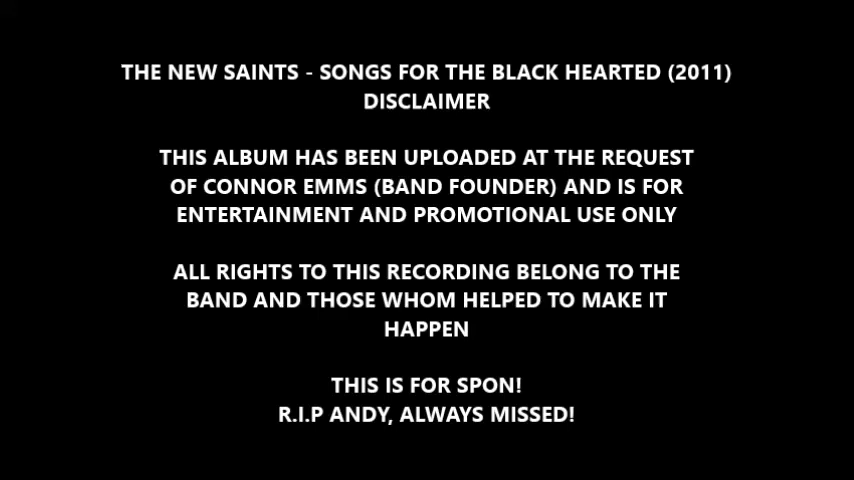 THE NEW SAINTS - SONGS FOR THE BLACK HEARTED (2011)
DISCLAIMER
THIS ALBUM HAS BEEN UPLOADED AT THE REQUEST
OF CONNOR EMMS (BAND FOUNDER) AND IS FOR
ENTERTAINMENT AND PROMOTIONAL USE ONLY
ALL RIGHTS TO THIS RECORDING BELONG TO THE
BAND AND THOSE WHOM HELPED TO MAKE IT
HAPPEN
THIS IS FOR SPON!
R.I.P ANDY, ALWAYS MISSED!